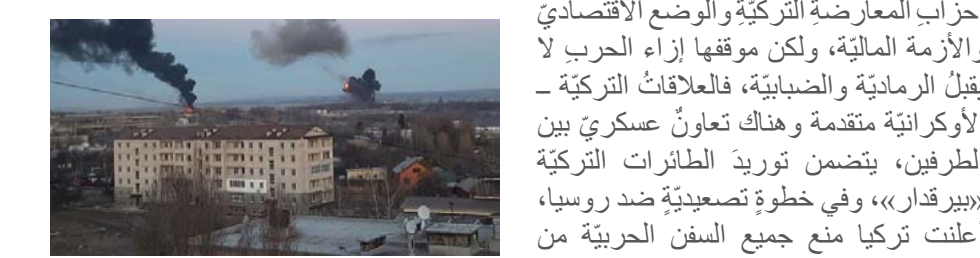 حزابِ المعارضةِ التركيّةِ والوضع الاقتصاديّ
والأزمة الماليّة، ولكن موقفها إزاء الحربِ لا
يقبلُ الرماديّة والضبابيّة، فالعلاقاتُ التركيّة ــ
لأوكرانيّة متقدمة وهناك تعاونٌ عسكريّ بين
لطرفين، يتضمن توريدَ الطائرات التركيّة
«بيرقدار»، وفي خطوةٍ تصعيديّةٍ ضد روسيا،
علنت تركيا منع جميع السفن الحربيّة من